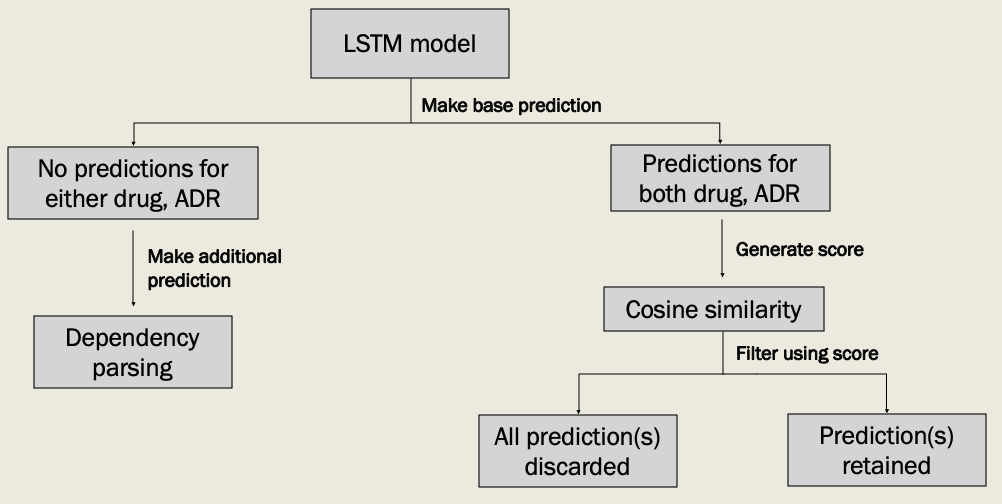 LSTM model
Make base prediction
No predictions for
either drug, ADR
Predictions for
both drug, ADR
Make additional
prediction
Generate score
Dependency
parsing
Cosine similarity
Filter using score
All prediction(s)
discarded
Prediction(s)
retained